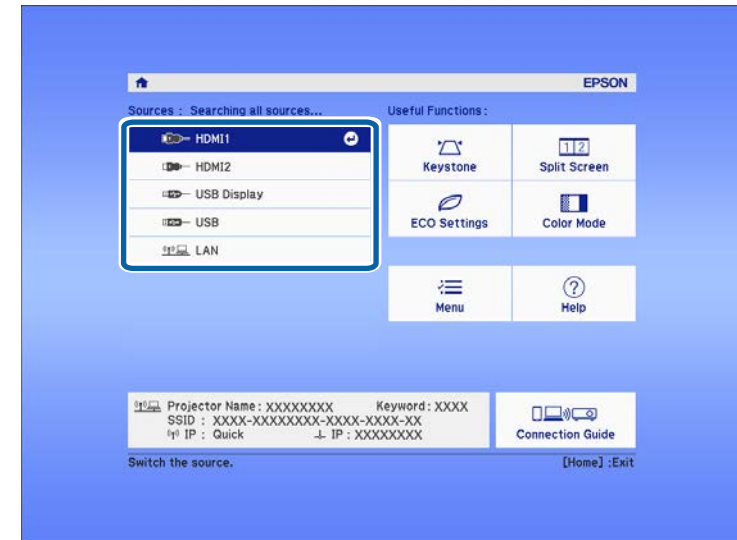 EPSON
Sources : Searching all sources...
Useful Functions :
HDMI1
HDMI2
USB Display
USB
LAN
Keystone
1 2
Split Screen
ECO Settings
Color Mode
Menu
?
Help
Projector Name : XXXXXXXX Keyword : XXXX
SSID : XXXX-XXXXXXXX-XXXX-XXXX-XX
IP : Quick IP : XXXXXXXX
Connection Guide
Switch the source.
[Home] :Exit